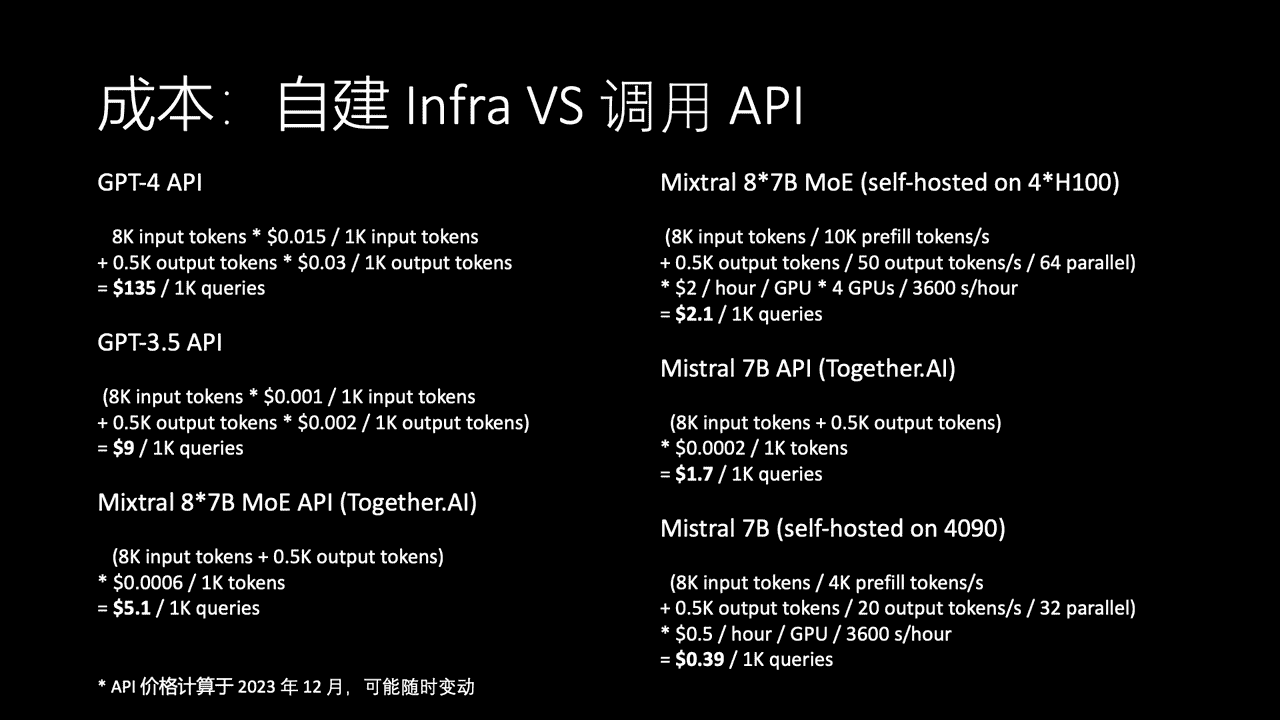 成本：自建 Infra VS 调用 API
GPT-4 API
8K input tokens * $0.015 / 1K input tokens
+ 0.5K output tokens * $0.03 / 1K output tokens
= $135 / 1K queries
GPT-3.5 API
(8K input tokens * $0.001 / 1K input tokens
+ 0.5K output tokens * $0.002 / 1K output tokens)
= $9 / 1K queries
Mixtral 8*7B MoE API (Together.AI)
(8K input tokens + 0.5K output tokens)
* $0.0006 / 1K tokens
= $5.1 / 1K queries
* API 价格计算于 2023 年 12 月，可能随时变动
Mixtral 8*7B MoE (self-hosted on 4*H100)
(8K input tokens / 10K prefill tokens/s
+ 0.5K output tokens / 50 output tokens/s / 64 parallel)
* $2 / hour / GPU * 4 GPUs / 3600 s/hour
= $2.1 / 1K queries
Mistral 7B API (Together.AI)
(8K input tokens + 0.5K output tokens)
* $0.0002 / 1K tokens
= $1.7 / 1K queries
Mistral 7B (self-hosted on 4090)
(8K input tokens / 4K prefill tokens/s
+ 0.5K output tokens / 20 output tokens/s / 32 parallel)
* $0.5 / hour / GPU / 3600 s/hour
= $0.39 / 1K queries